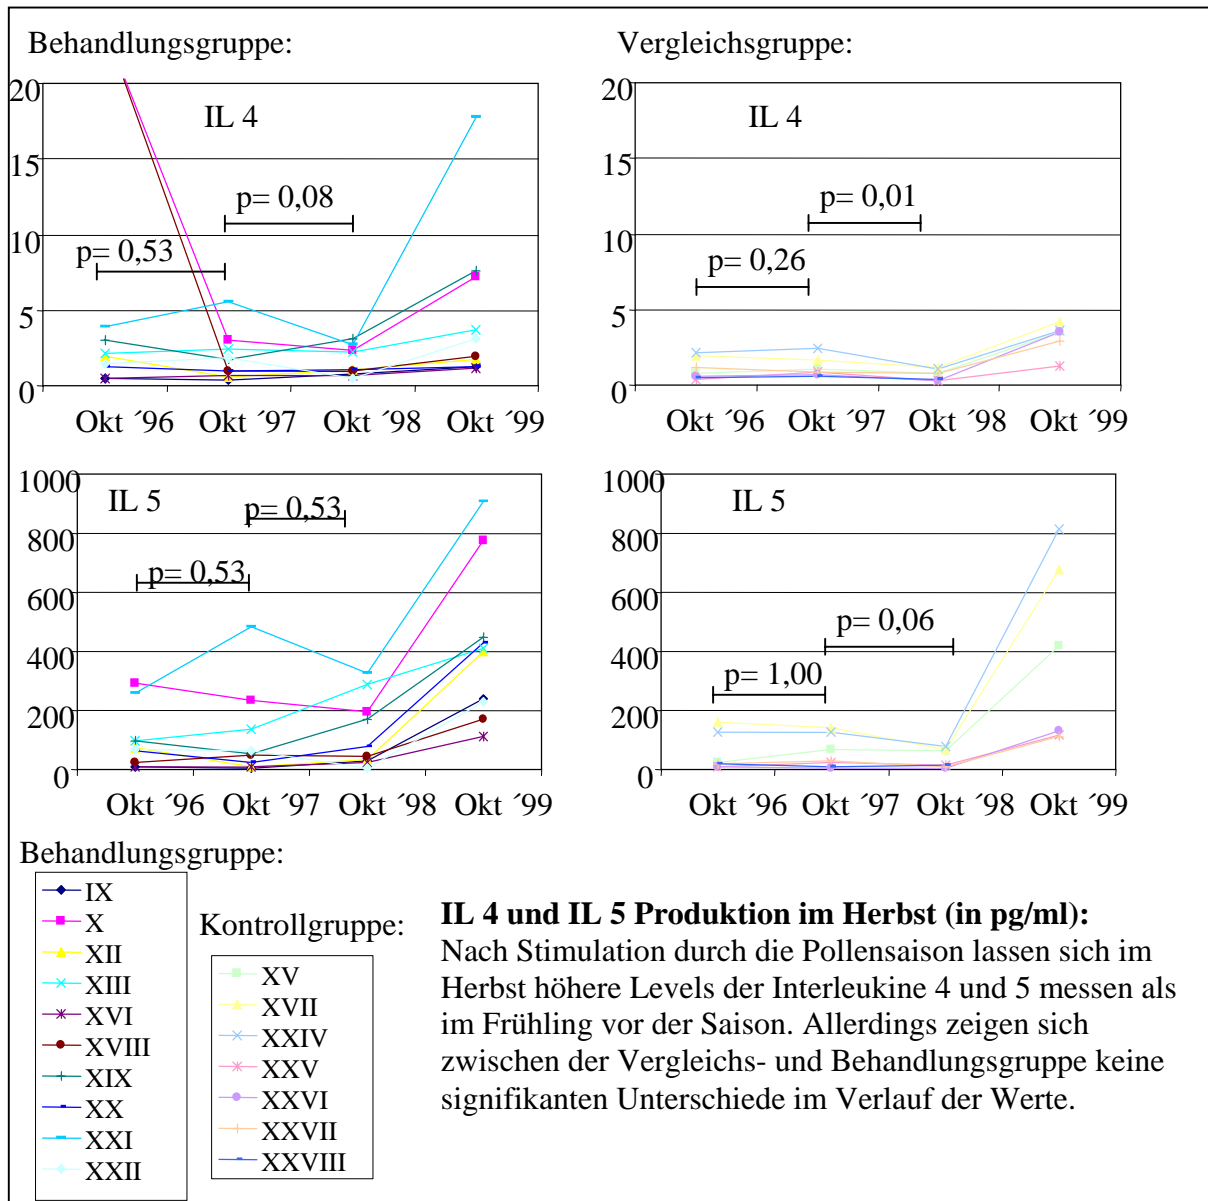 Behandlungsgruppe:
Vergleichsgruppe:
20
15
10
5
0
IL 4
p= 0,53
p= 0,08
Okt ´96 Okt ´97 Okt ´98 Okt ´99
20
15
10
5
0
IL 4
p= 0,26
p= 0,01
Okt ´96 Okt ´97 Okt ´98 Okt ´99
1000
800
600
400
200
0
IL 5
p= 0,53
p= 0,53
Okt ´96 Okt ´97 Okt ´98 Okt ´99
1000
800
600
400
200
0
IL 5
p= 1,00
p= 0,06
Okt ´96 Okt ´97 Okt ´98 Okt ´99
Behandlungsgruppe:
IX
X
XII
XIII
XVI
XVIII
XIX
XX
XXI
XXII
Kontrollgruppe:
XV
XVII
XXIV
XXV
XXVI
XXVII
XXVIII
IL 4 und IL 5 Produktion im Herbst (in pg/ml):
Nach Stimulation durch die Pollensaison lassen sich im
Herbst höhere Levels der Interleukine 4 und 5 messen als
im Frühling vor der Saison. Allerdings zeigen sich
zwischen der Vergleichs- und Behandlungsgruppe keine
signifikanten Unterschiede im Verlauf der Werte.